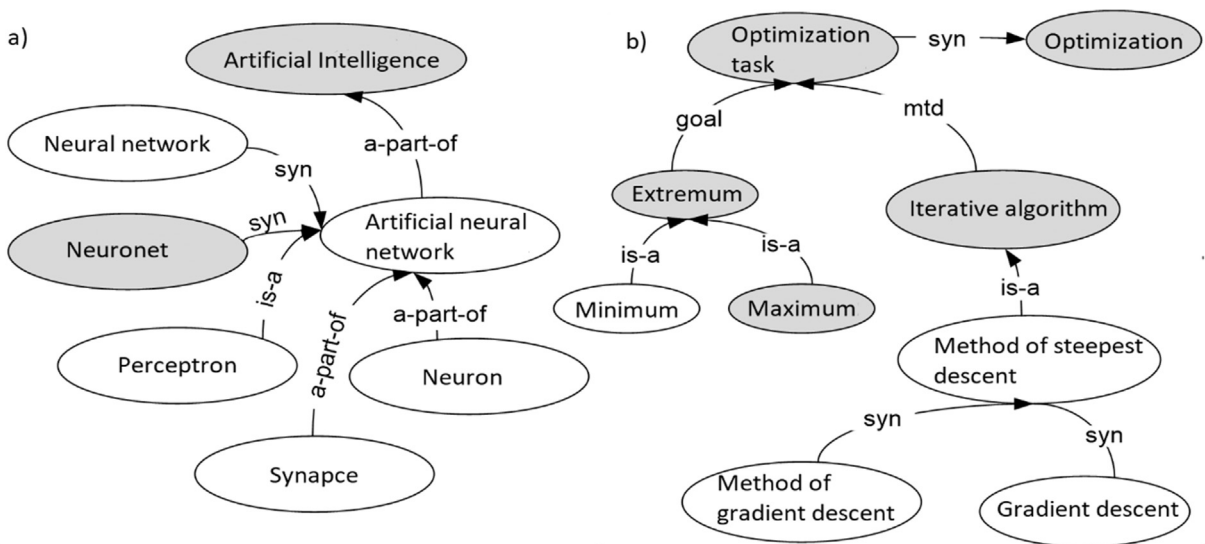 a)
Artificial Intelligence
Neural network
a-part-of
syn
syn
Neuronet
Artificial neural
network
is-a
a-part-of
a-part-of
Perceptron
Neuron
Synapce
b)
Optimization
task
syn
Optimization
goal
mtd
Extremum
Iterative algorithm
is-a
is-a
Minimum
Maximum
is-a
Method of steepest
descent
syn
syn
Method of
gradient descent
Gradient descent